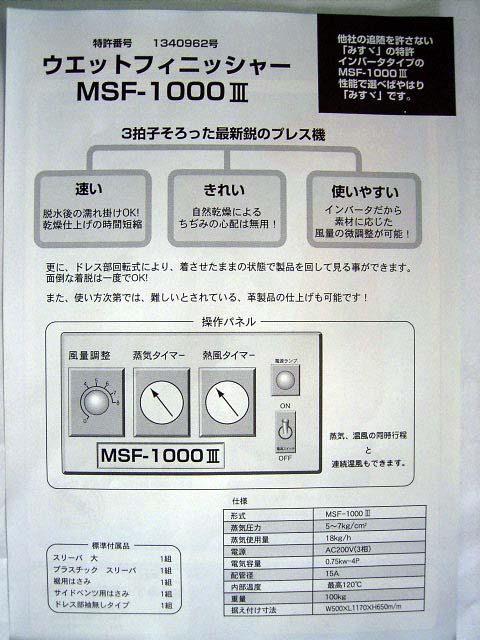 特許番号　1340962号
ウエットフィニッシャー
MSF-1000Ⅲ
他社の追随を許さない
「みすゞ」の特許
インバータタイプの
MSF-1000Ⅲ
性能で選べばやはり
「みすゞ」です。
3拍子そろった最新鋭のプレス機
速い
脱水後の濡れ掛けOK!
乾燥仕上げの時間短縮
きれい
自然乾燥による
ちぢみの心配は無用！
使いやすい
インバータだから
素材に応じた
風量の微調整が可能！
更に、ドレス部回転式により、着させたままの状態で製品を回して見る事ができます。
面倒な着脱は一度でOK!
また、使い方次第では、難しいとされている、革製品の仕上げも可能です！
操作パネル
風量調整
蒸気タイマー
熱風タイマー
電源ランプ
ON
電源スイッチ
OFF
MSF-1000Ⅲ
蒸気、温風の同時行程
と
連続温風もできます。
標準付属品
スリーパ　大　1組
プラスチック　スリーパ　1組
裾用はさみ　1組
サイドベンツ用はさみ　1組
ドレス部袖無しタイプ　1組
仕様
形式　MSF-1000Ⅲ
蒸気圧力　5～7kg/cm²
蒸気使用量　18kg/h
電源　AC200V(3相)
電気容量　0.75kw-4P
配管径　15A
内部温度　最高120℃
重量　100kg
据え付け寸法　W500XL1170XH650m/m